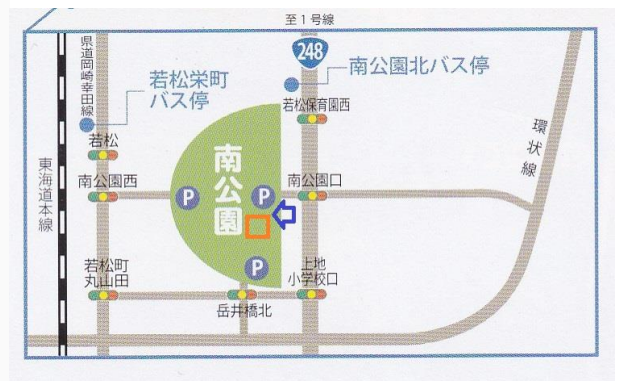 至1号線
248
県道岡崎幸田線
若松栄町
バス停
南公園北バス停
若松保育園西
若松
環状線
東海道本線
南公園西
P
南公園
P
南公園口
若松町
丸山田
P
上地
小学校口
岳井橋北